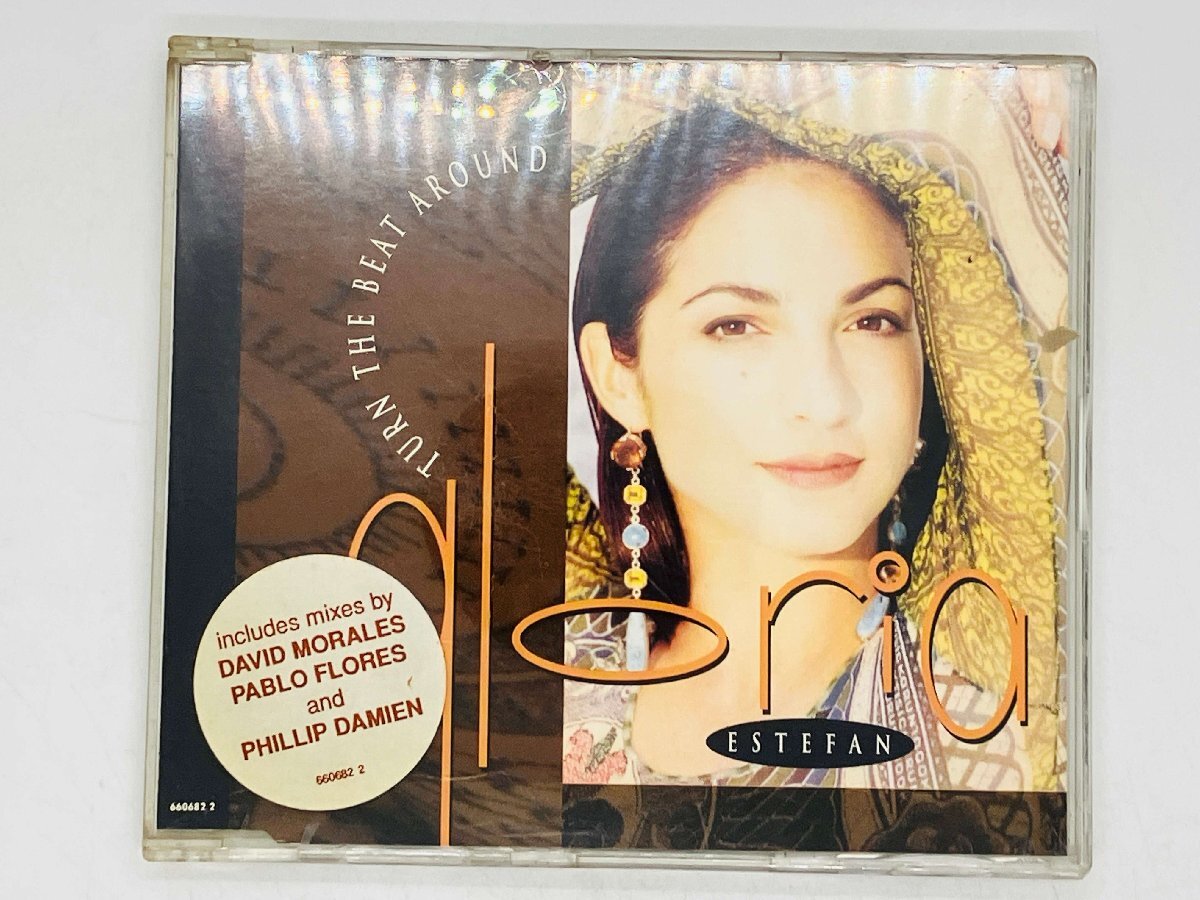 TURN THE BEAT AROUND
gloria
ESTEFAN
includes mixes by
DAVID MORALES
PABLO FLORES
and
PHILLIP DAMIEN
660682 2
660682 2